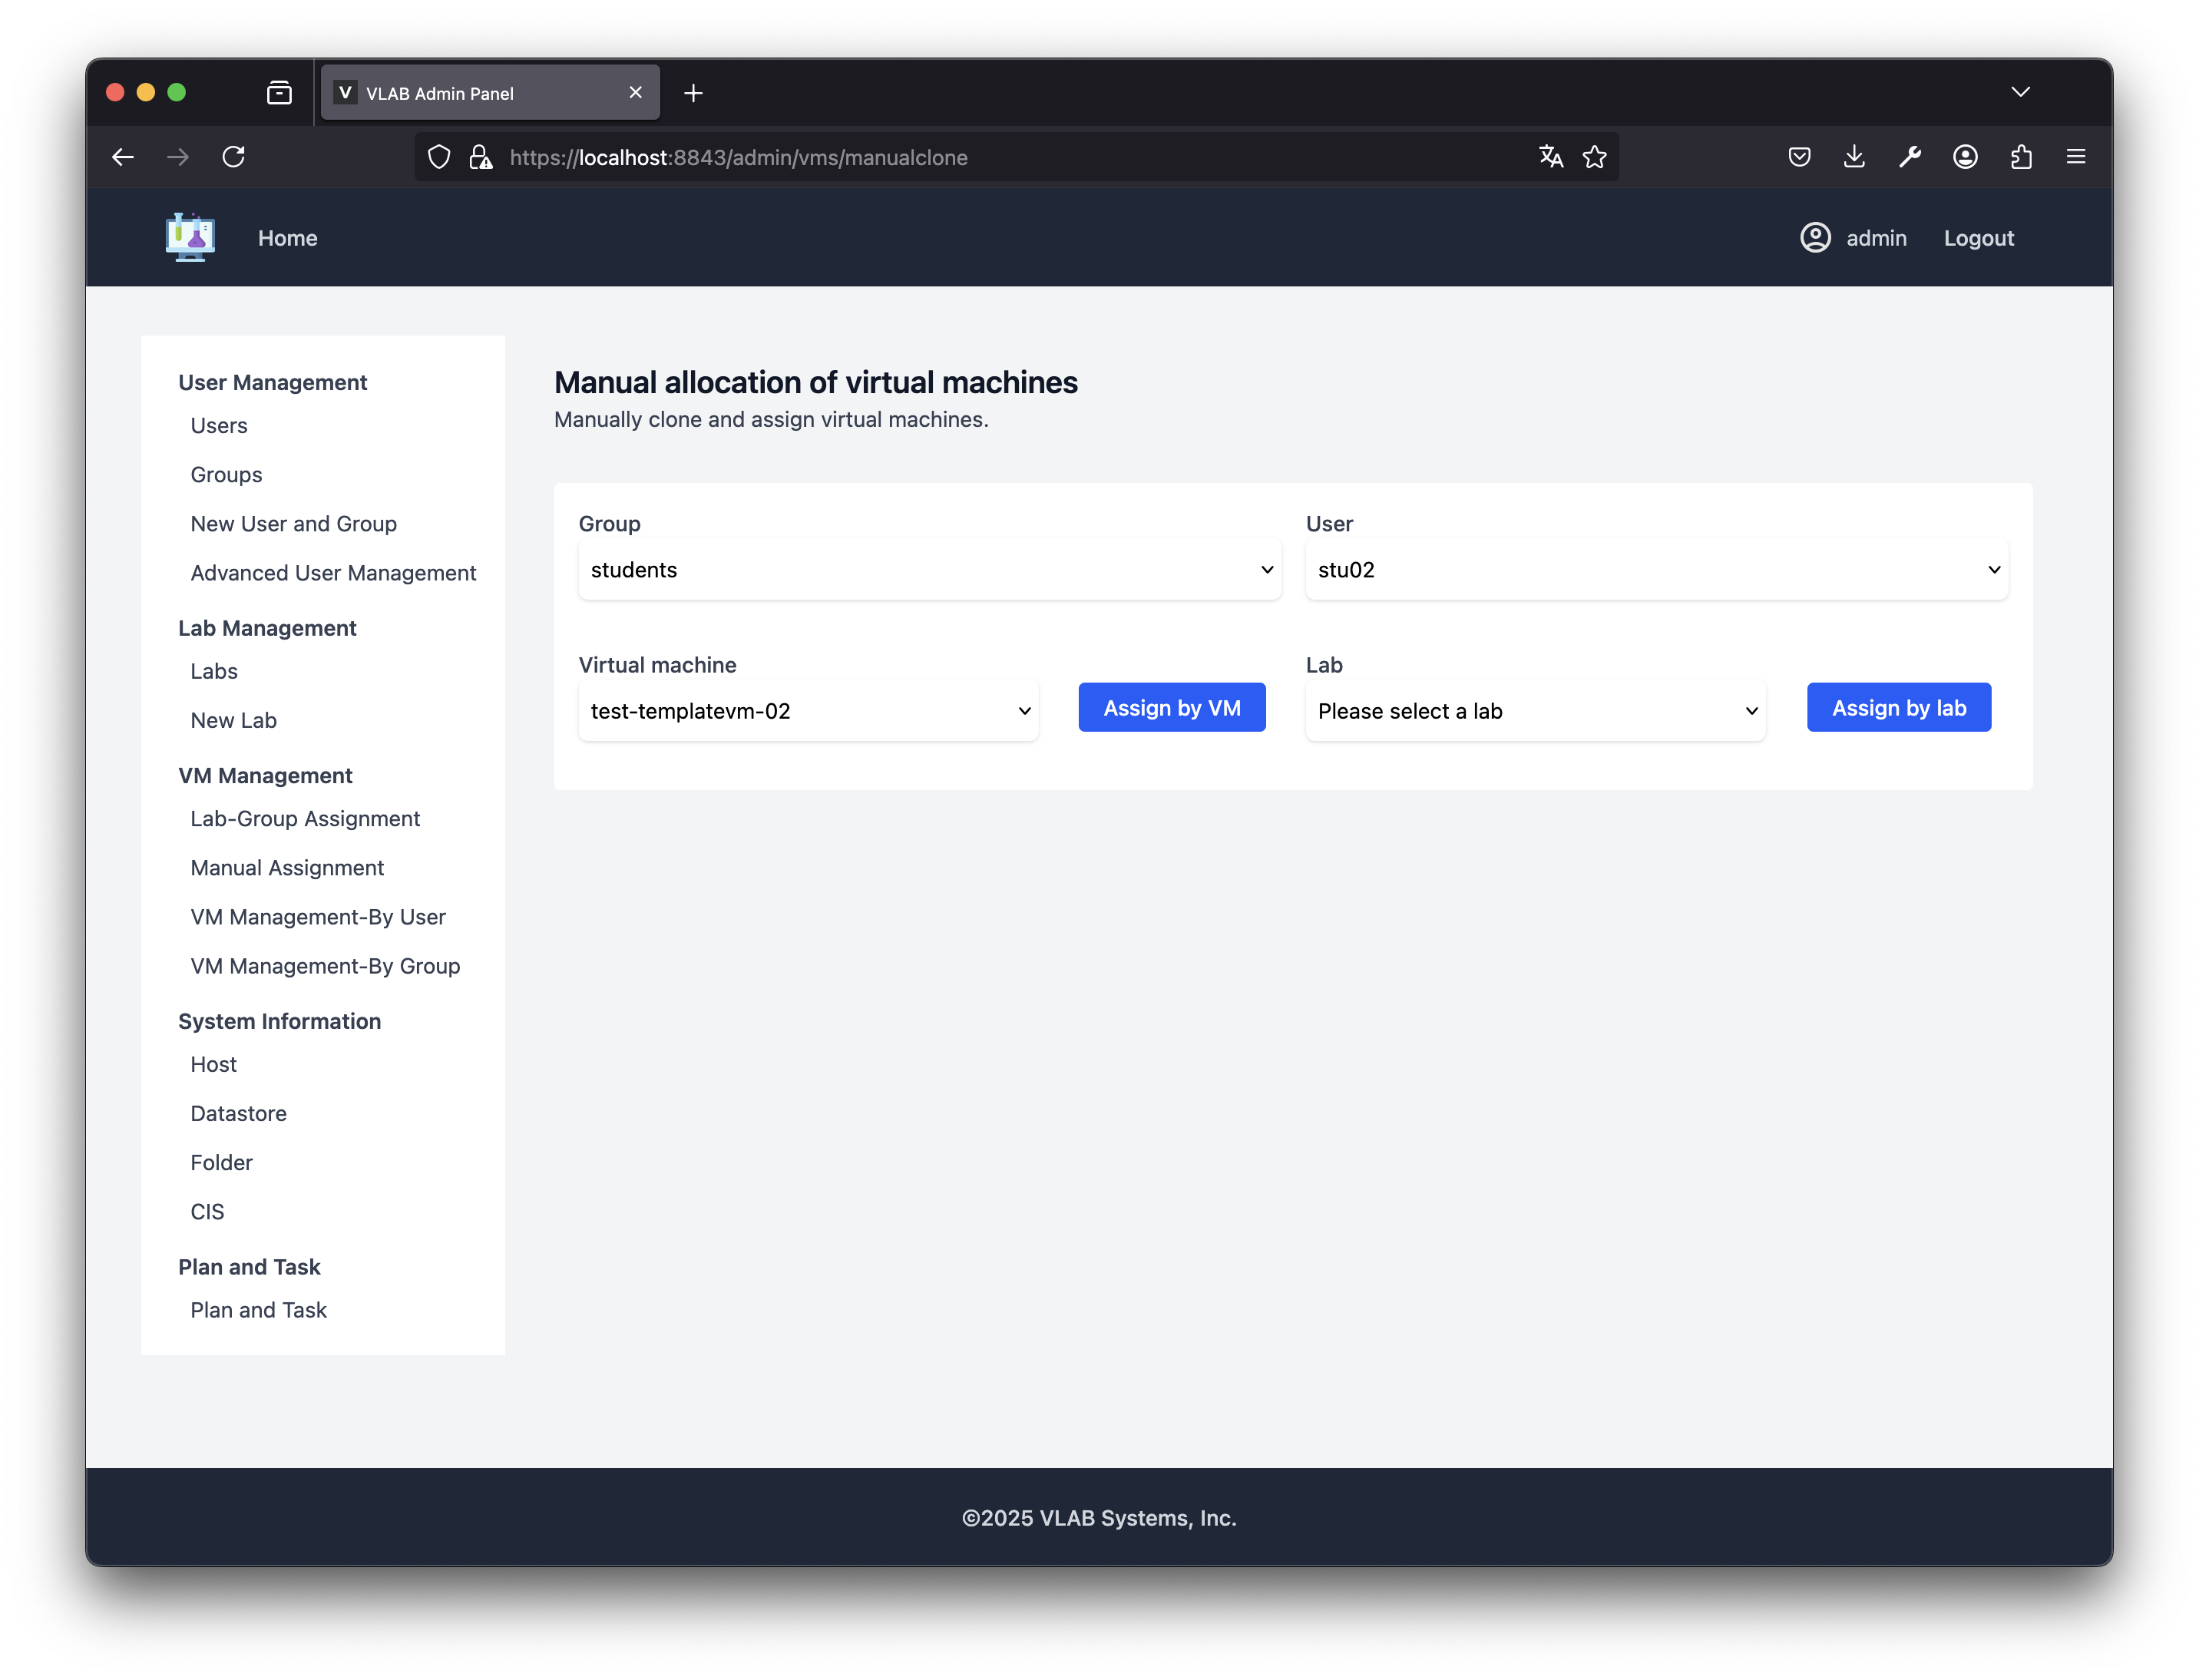 V VLAB Admin Panel
https://localhost:8843/admin/vms/manualclone
Home
admin
Logout
User Management
Users
Groups
New User and Group
Advanced User Management
Lab Management
Labs
New Lab
VM Management
Lab-Group Assignment
Manual Assignment
VM Management-By User
VM Management-By Group
System Information
Host
Datastore
Folder
CIS
Plan and Task
Plan and Task
Manual allocation of virtual machines
Manually clone and assign virtual machines.
Group
students
User
stu02
Virtual machine
test-templatevm-02
Assign by VM
Lab
Please select a lab
Assign by lab
©2025 VLAB Systems, Inc.